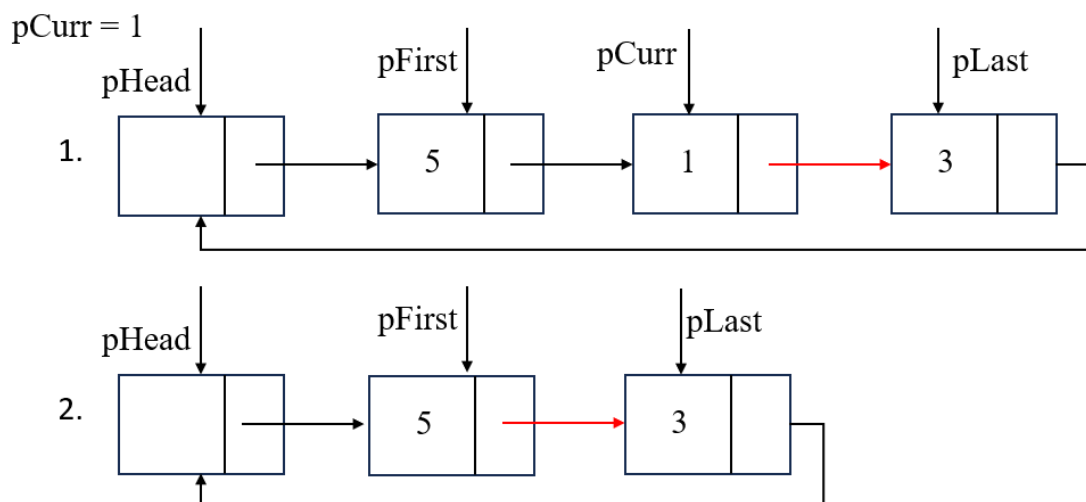 pCurr = 1
pHead
pFirst
pCurr
pLast
1.
5
1
3
pHead
pFirst
pLast
2.
5
3